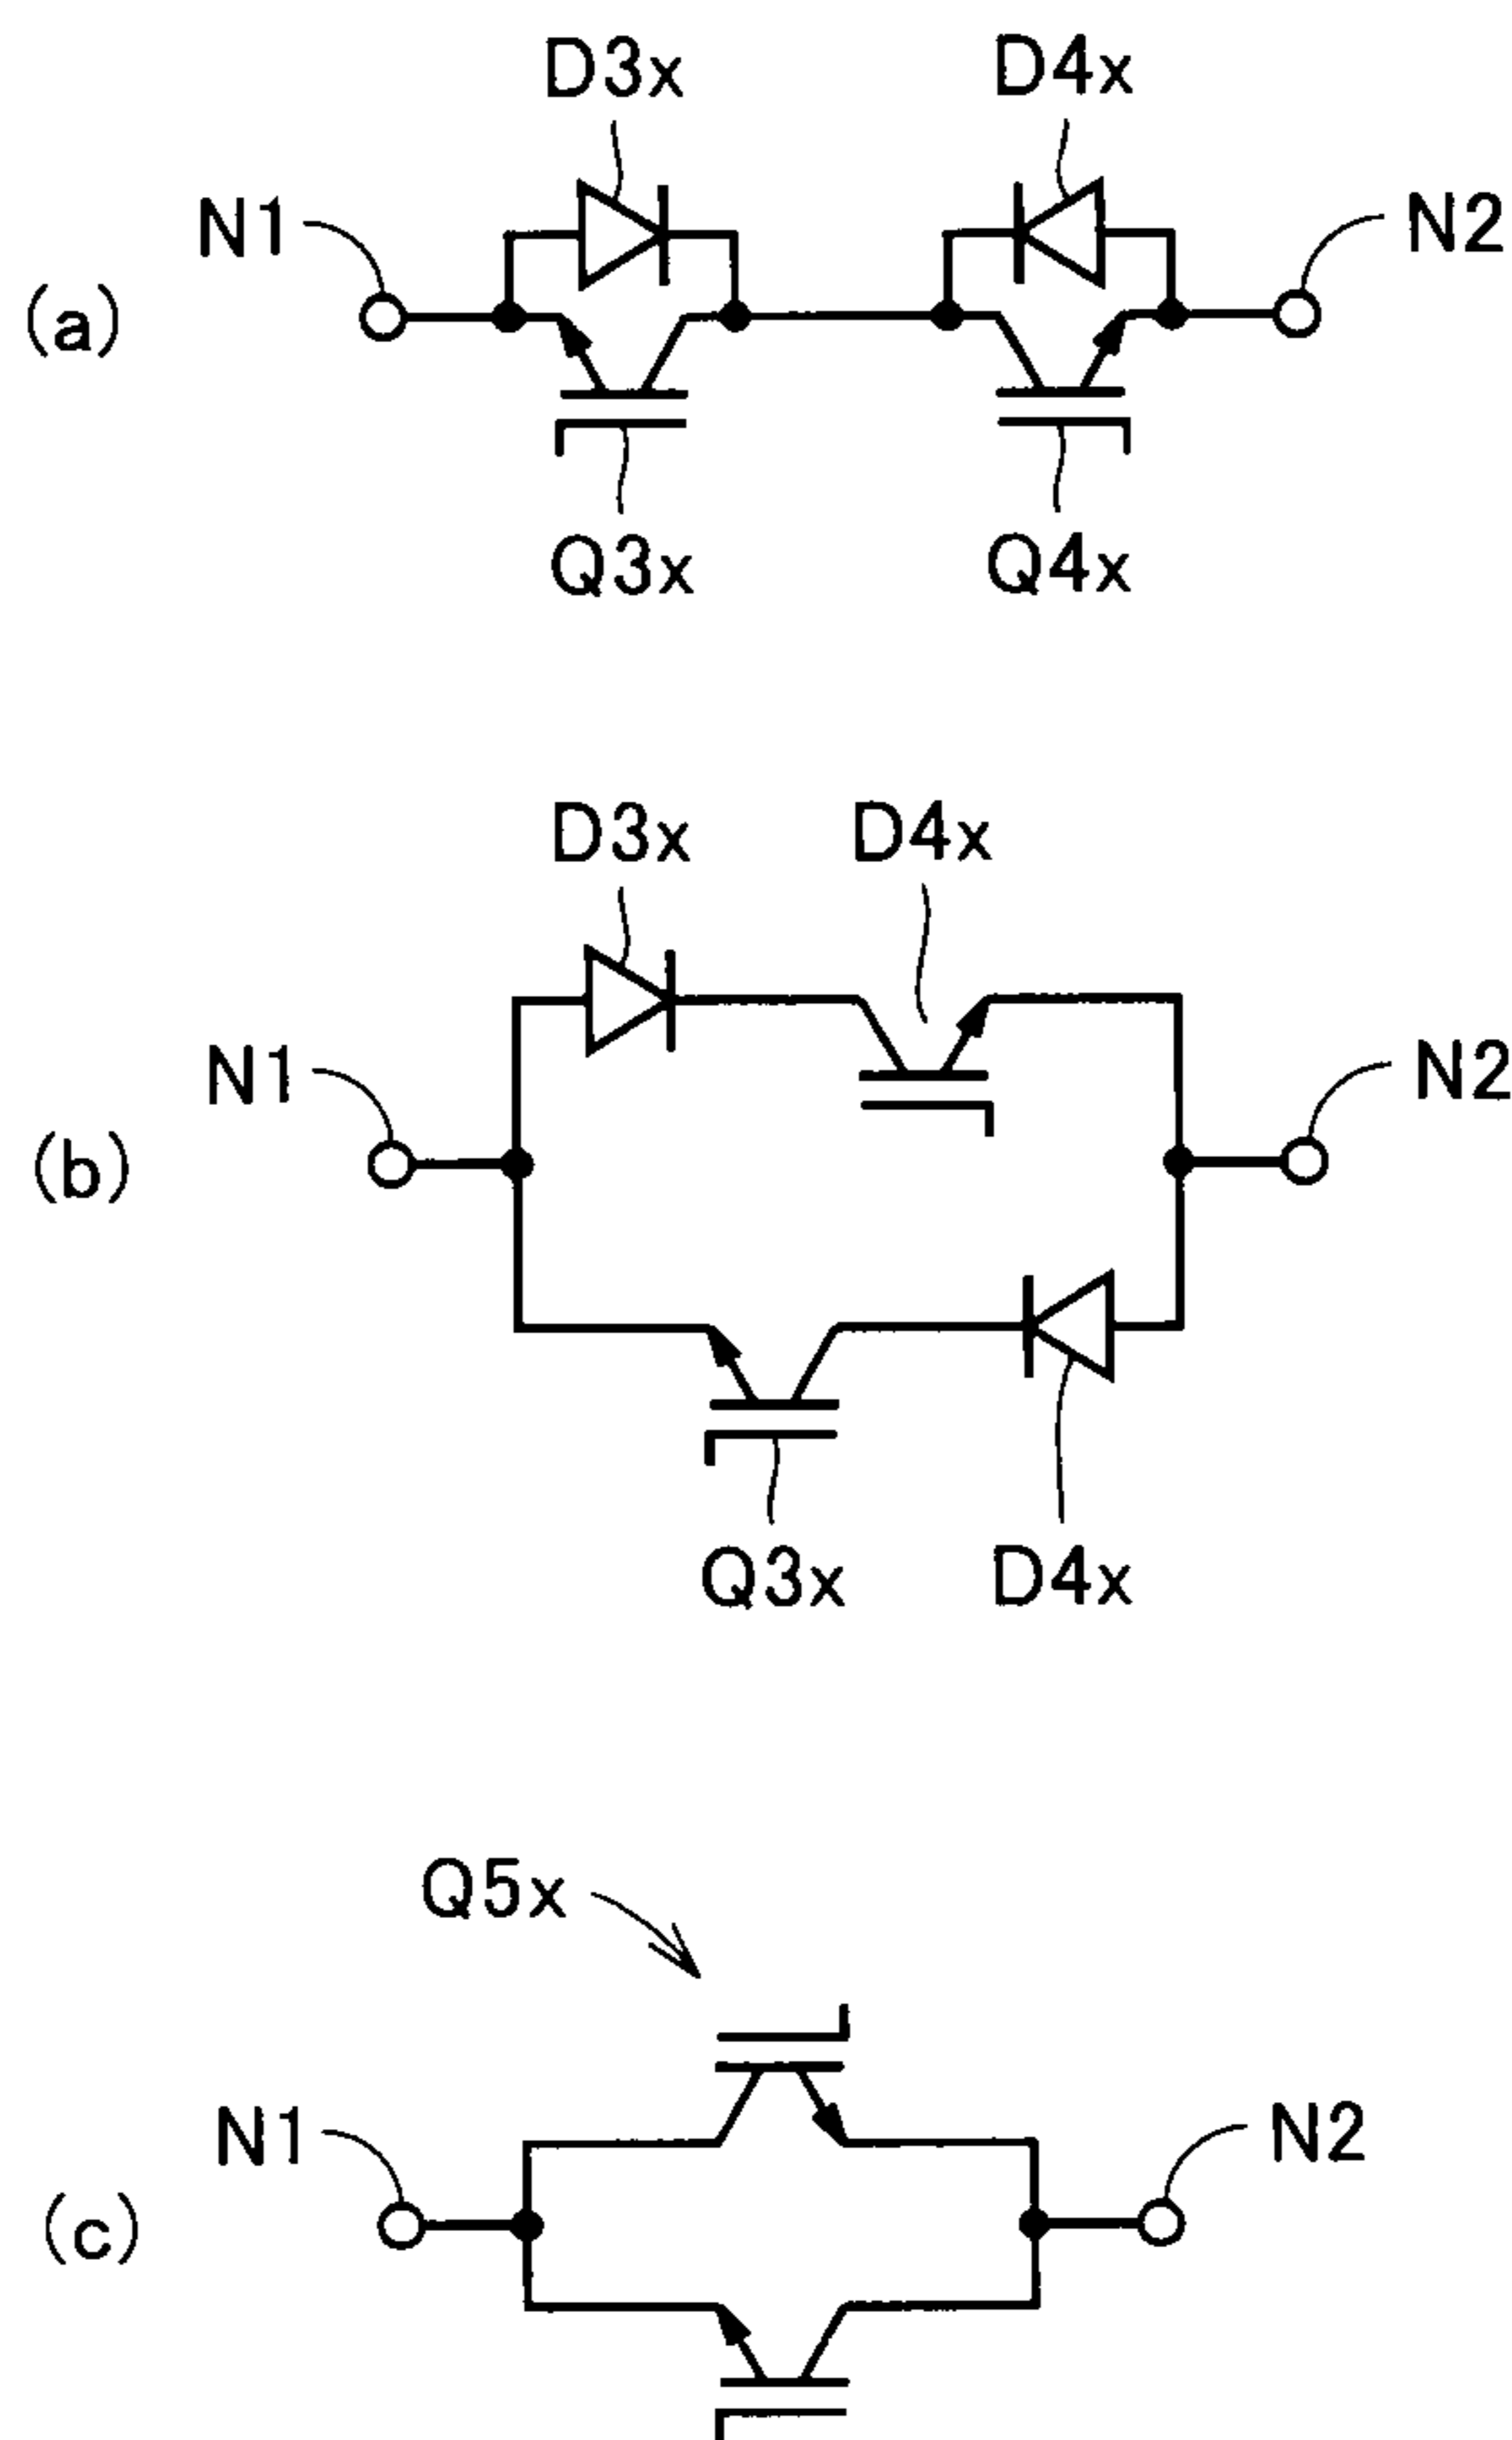 D3x D4x
N1 N2
(a)
Q3x Q4x
D3x D4x
N1 N2
(b)
Q3x D4x
Q5x
N1 N2
(c)